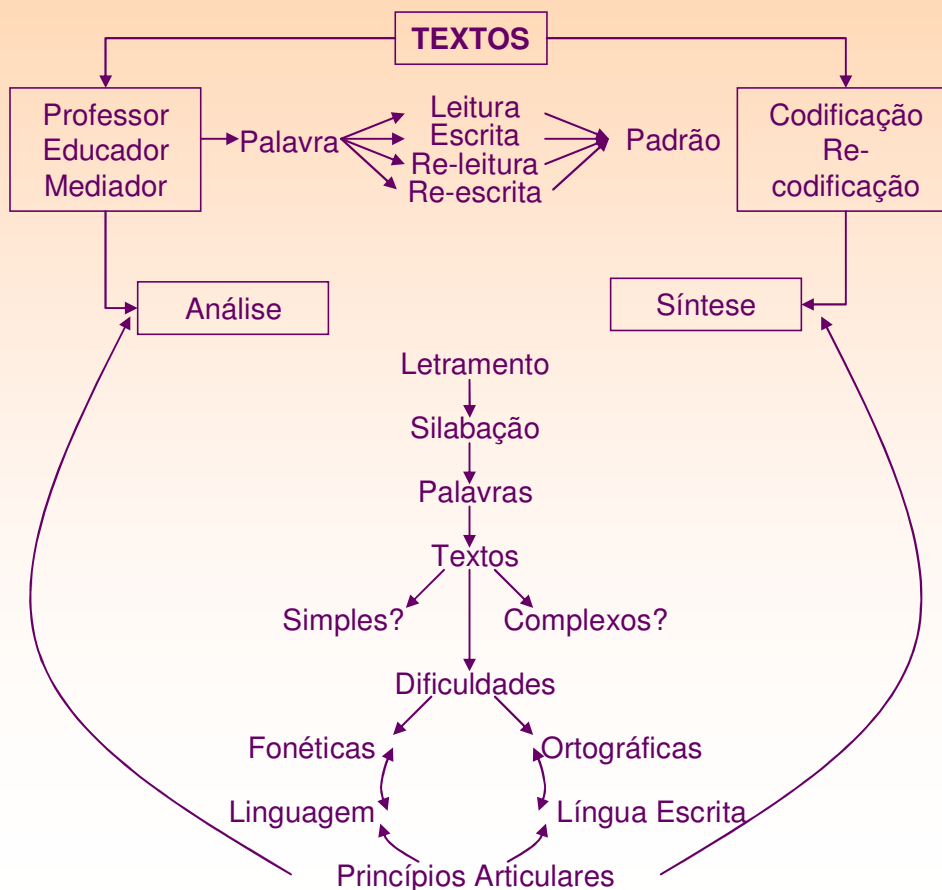 TEXTOS
Professor
Educador
Mediador
Palavra
Leitura
Escrita
Re-leitura
Re-escrita
Padrão
Codificação
Re-
codificação
Análise
Síntese
Letramento
Silabação
Palavras
Textos
Simples?
Complexos?
Dificuldades
Fonéticas
Ortográficas
Linguagem
Língua Escrita
Princípios Articulares